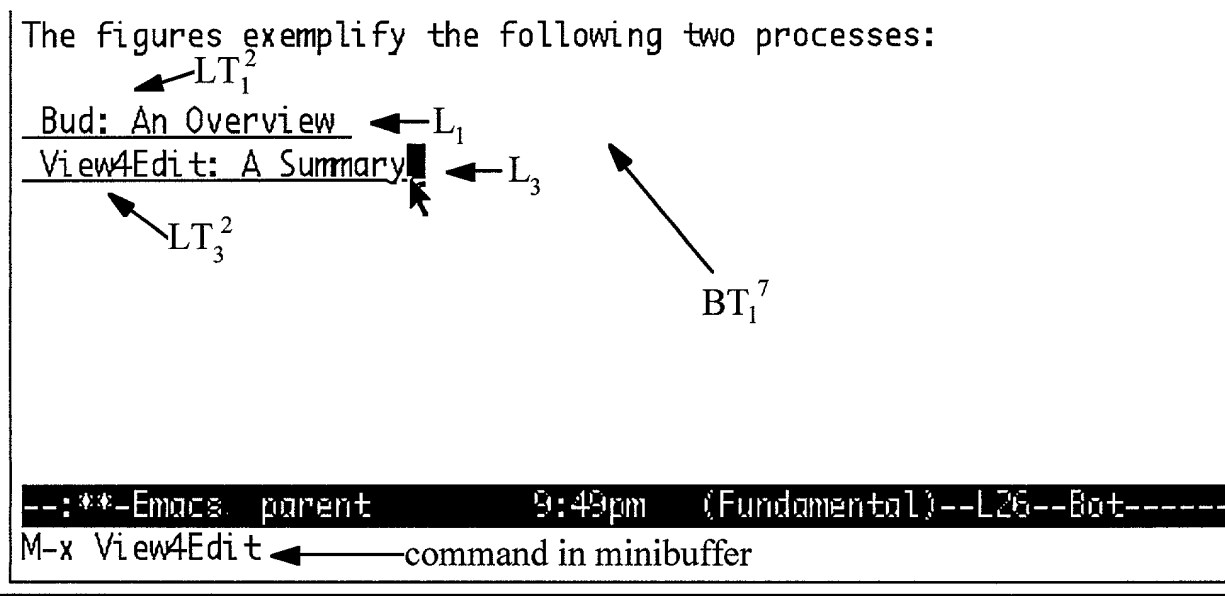 The figures exemplify the following two processes:
LT₁²
Bud: An Overview L₁
View4Edit: A Summary L₃
LT₃²
BT₁⁷
--:**-Emacs: parent 9:49pm (Fundamental)--L26--Bot------
M-x View4Edit command in minibuffer